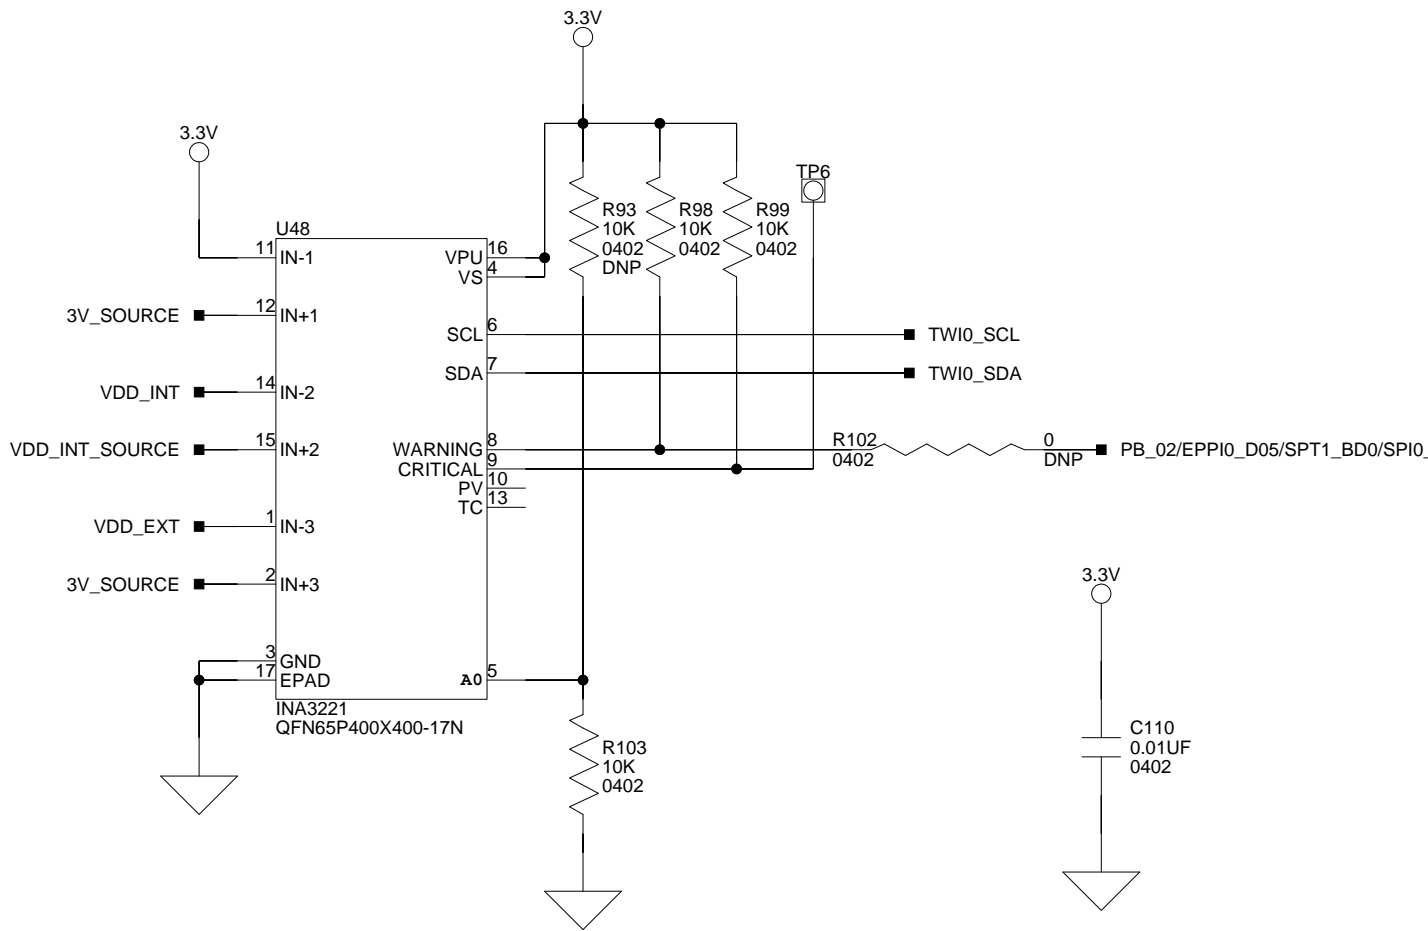 3.3V
3.3V
TP6
R93
10K
0402
DNP
R98
10K
0402
R99
10K
0402
U48
11 IN-1
VPU 16
VS 4
3V_SOURCE 12 IN+1
SCL 6 TWI0_SCL
SDA 7 TWI0_SDA
VDD_INT 14 IN-2
VDD_INT_SOURCE 15 IN+2
WARNING 8
CRITICAL 9
PV 10
TC 13
R102
0402
0
DNP
PB_02/EPPI0_D05/SPT1_BD0/SPI0_
VDD_EXT 1 IN-3
3V_SOURCE 2 IN+3
3 GND
17 EPAD
A0 5
INA3221
QFN65P400X400-17N
R103
10K
0402
3.3V
C110
0.01UF
0402